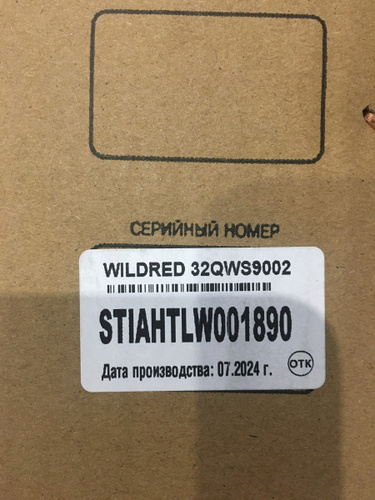 СЕРИЙНЫЙ НОМЕР
WILDRED 32QWS9002
STIAHTLW001890
Дата производства: 07.2024 г.
ОТК